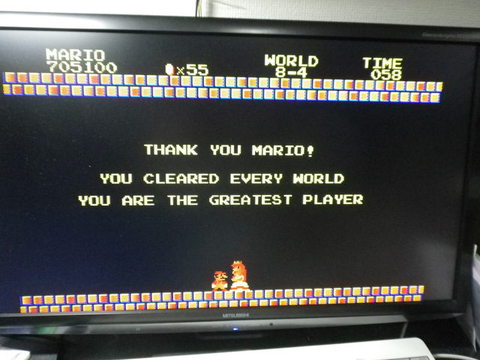 MARIO WORLD TIME
705100 ×55 8-4 058
THANK YOU MARIO!
YOU CLEARED EVERY WORLD
YOU ARE THE GREATEST PLAYER
MITSUBISHI